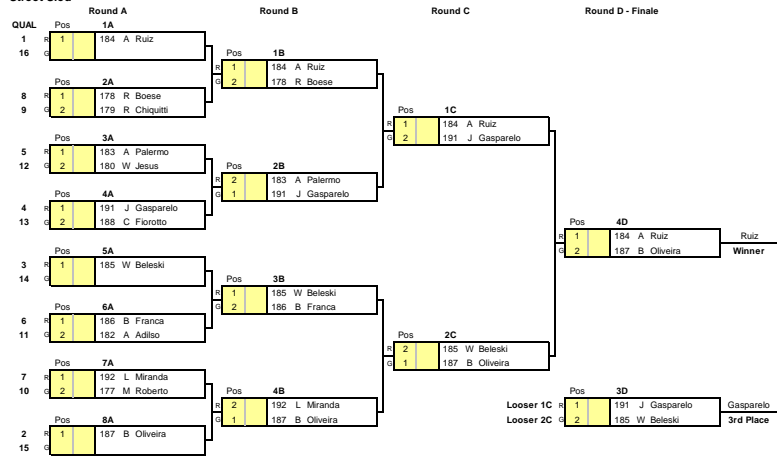 Round A Round B Round C Round D - Finale
QUAL Pos 1A
1 R 1 184 A Ruiz
16 G
Pos 1B
R 1 184 A Ruiz
G 2 178 R Boese
Pos 2A
8 R 1 178 R Boese
9 G 2 179 R Chiquitti
Pos 1C
R 1 184 A Ruiz
G 2 191 J Gasparelo
Pos 3A
5 R 1 183 A Palermo
12 G 2 180 W Jesus
Pos 2B
R 2 183 A Palermo
G 1 191 J Gasparelo
Pos 4A
4 R 1 191 J Gasparelo
13 G 2 188 C Fiorotto
Pos 4D
R 1 184 A Ruiz Ruiz
G 2 187 B Oliveira Winner
Pos 5A
3 R 1 185 W Beleski
14 G
Pos 3B
R 1 185 W Beleski
G 2 186 B Franca
Pos 6A
6 R 1 186 B Franca
11 G 2 182 A Adilso
Pos 2C
R 2 185 W Beleski
G 1 187 B Oliveira
Pos 7A
7 R 1 192 L Miranda
10 G 2 177 M Roberto
Pos 4B
R 2 192 L Miranda
G 1 187 B Oliveira
Pos 3D
Looser 1C R 1 191 J Gasparelo Gasparelo
Looser 2C G 2 185 W Beleski 3rd Place
Pos 8A
2 R 1 187 B Oliveira
15 G